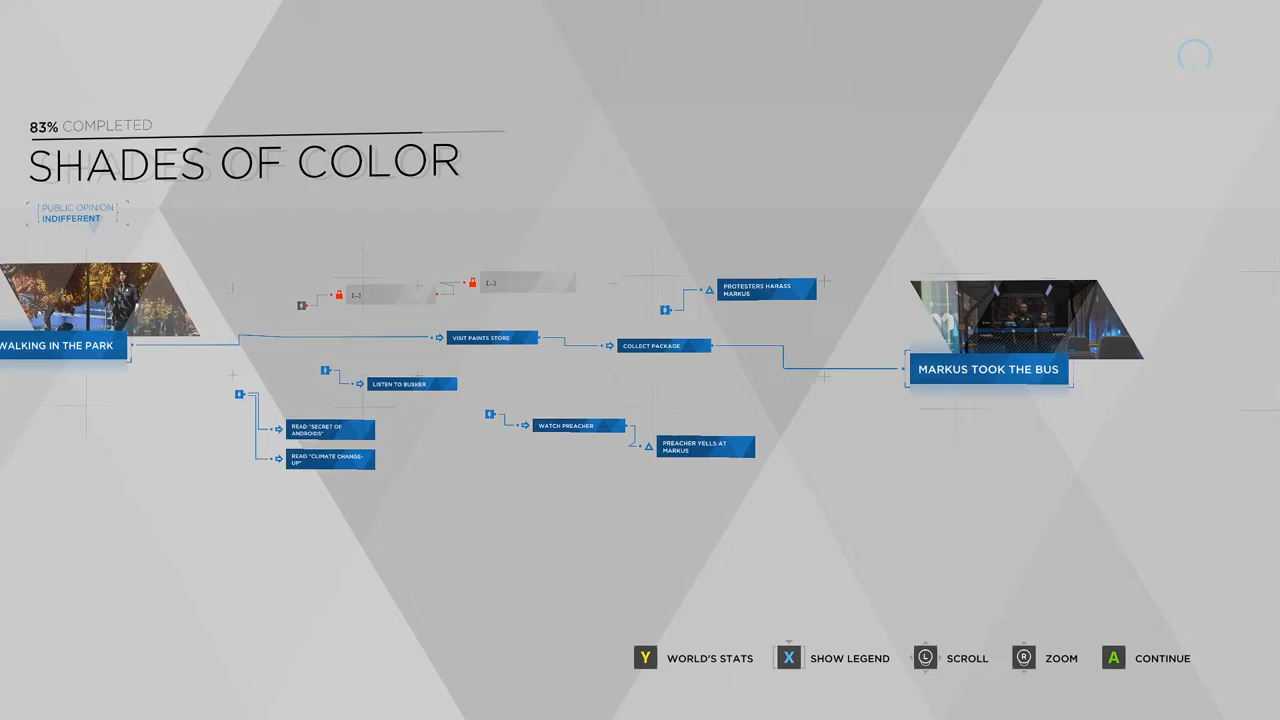 83% COMPLETED
SHADES OF COLOR
PUBLIC OPINION
INDIFFERENT
WALKING IN THE PARK
[...]
[...]
PROTESTERS HARASS
MARKUS
VISIT PAINTS STORE
COLLECT PACKAGE
MARKUS TOOK THE BUS
LISTEN TO BUSKER
READ "SECRET OF
ANDROIDS"
WATCH PREACHER
PREACHER YELLS AT
MARKUS
READ "CLIMATE CHANGE-
UP"
Y WORLD'S STATS
X SHOW LEGEND
L SCROLL
R ZOOM
A CONTINUE